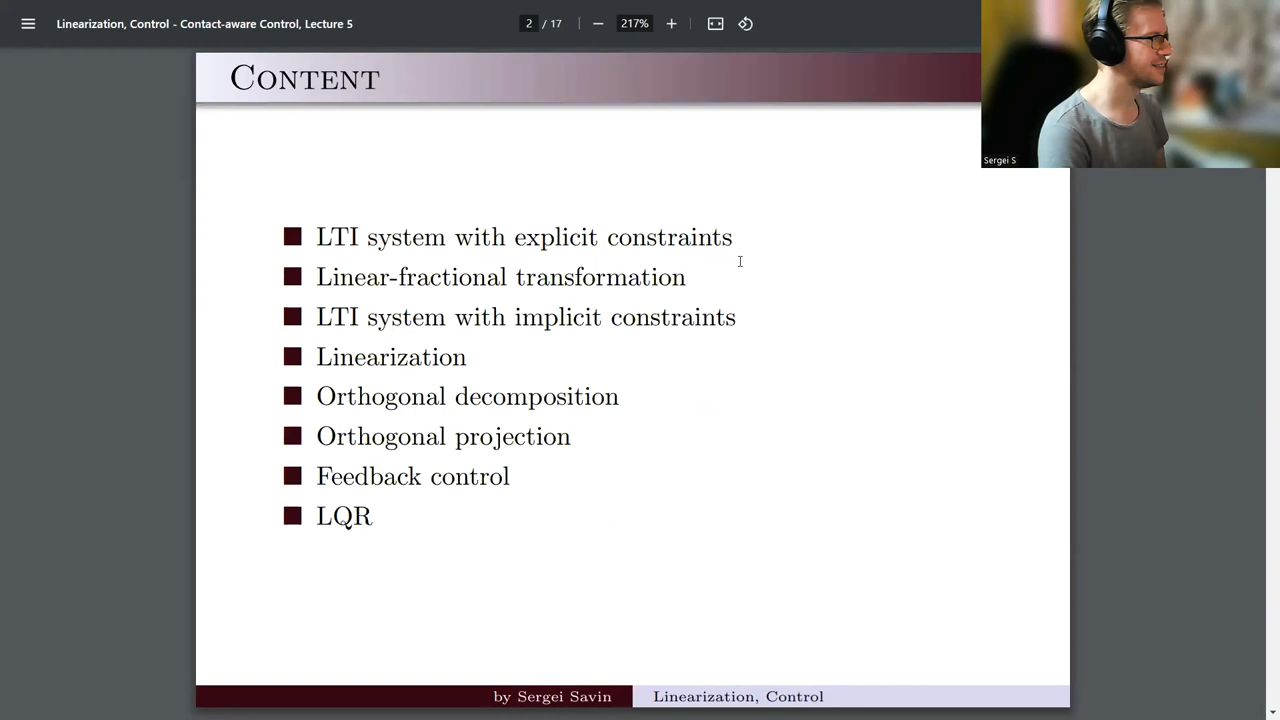 Linearization, Control - Contact-aware Control, Lecture 5
2 / 17
217%
Sergei S
Content
LTI system with explicit constraints
Linear-fractional transformation
LTI system with implicit constraints
Linearization
Orthogonal decomposition
Orthogonal projection
Feedback control
LQR
by Sergei Savin
Linearization, Control